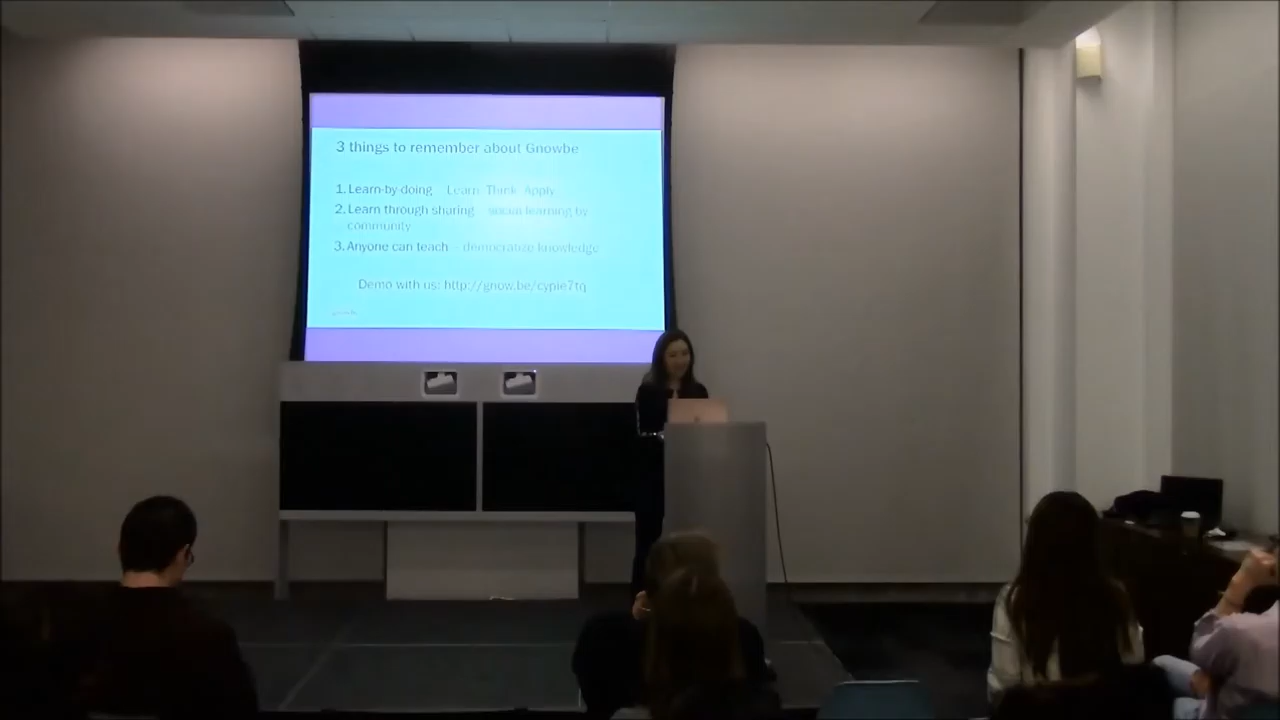 3 things to remember about Gnowbe
1. Learn-by-doing Learn Think Apply
2. Learn through sharing social learning by
community
3. Anyone can teach - democratize knowledge
Demo with us: http://gnow.be/cypie7tq